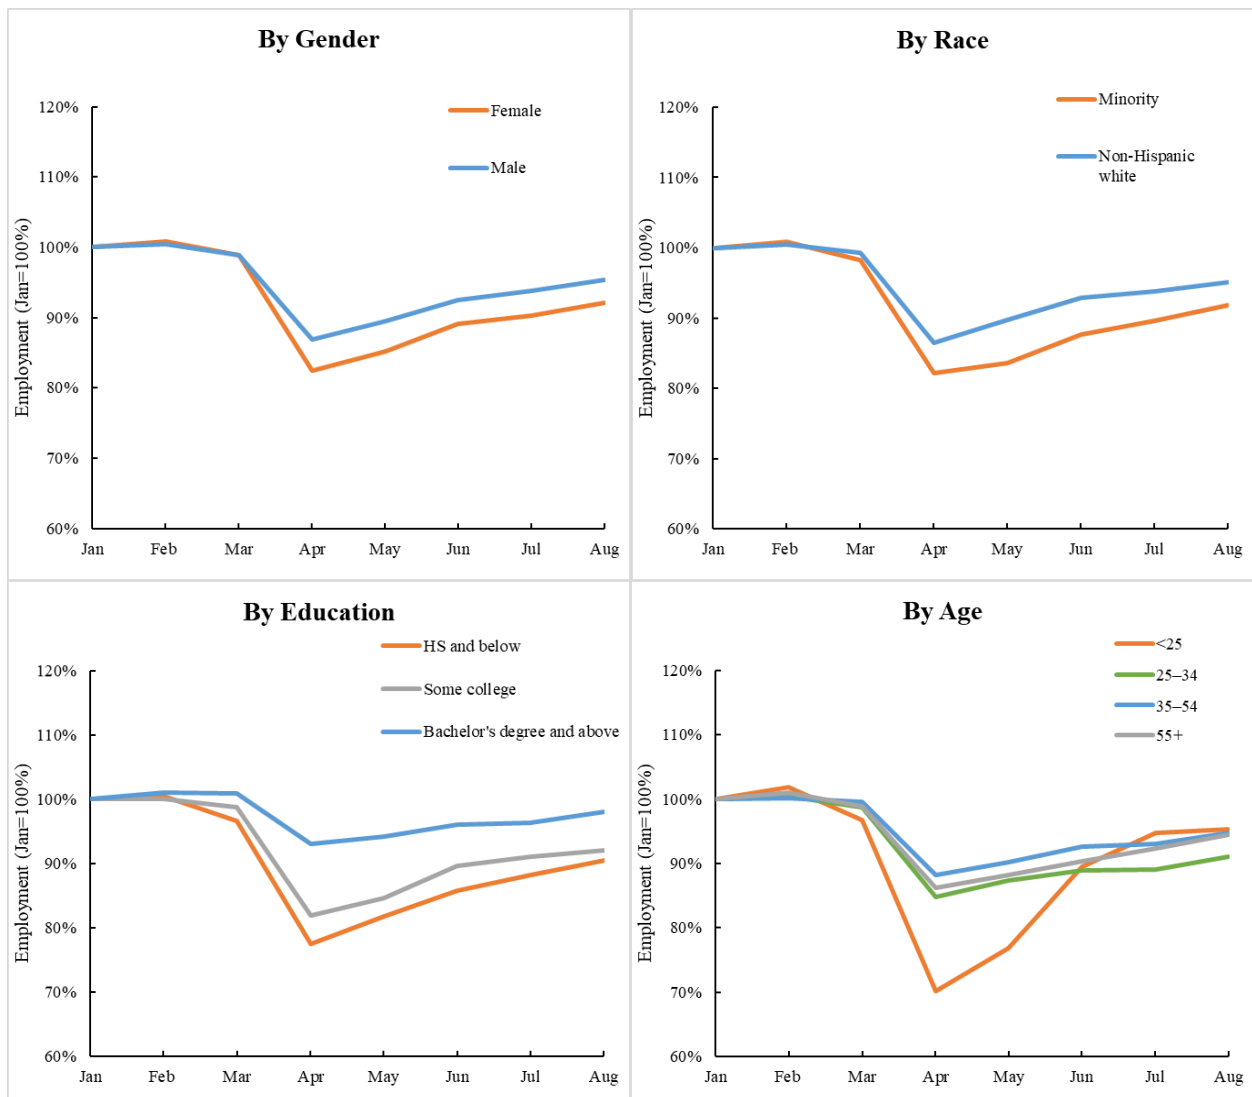 By Gender
Female
Male
Employment (Jan=100%)
120%
110%
100%
90%
80%
70%
60%
Jan Feb Mar Apr May Jun Jul Aug
By Race
Minority
Non-Hispanic
white
Employment (Jan=100%)
120%
110%
100%
90%
80%
70%
60%
Jan Feb Mar Apr May Jun Jul Aug
By Education
HS and below
Some college
Bachelor's degree and above
Employment (Jan=100%)
120%
110%
100%
90%
80%
70%
60%
Jan Feb Mar Apr May Jun Jul Aug
By Age
<25
25–34
35–54
55+
Employment (Jan=100%)
120%
110%
100%
90%
80%
70%
60%
Jan Feb Mar Apr May Jun Jul Aug